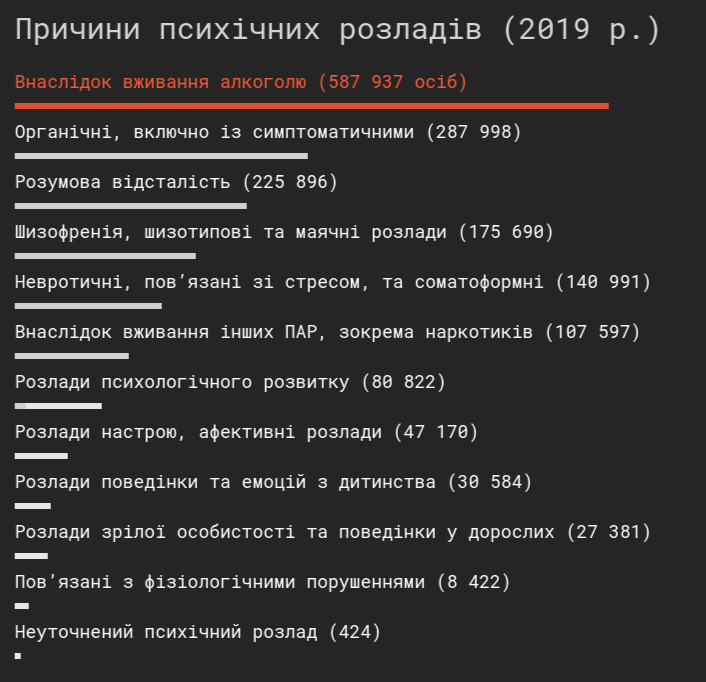 Причини психічних розладів (2019 р.)
Внаслідок вживання алкоголю (587 937 осіб)
Органічні, включно із симптоматичними (287 998)
Розумова відсталість (225 896)
Шизофренія, шизотипові та маячні розлади (175 690)
Невротичні, пов’язані зі стресом, та соматоформні (140 991)
Внаслідок вживання інших ПАР, зокрема наркотиків (107 597)
Розлади психологічного розвитку (80 822)
Розлади настрою, афективні розлади (47 170)
Розлади поведінки та емоцій з дитинства (30 584)
Розлади зрілої особистості та поведінки у дорослих (27 381)
Пов’язані з фізіологічними порушеннями (8 422)
Неуточнений психічний розлад (424)